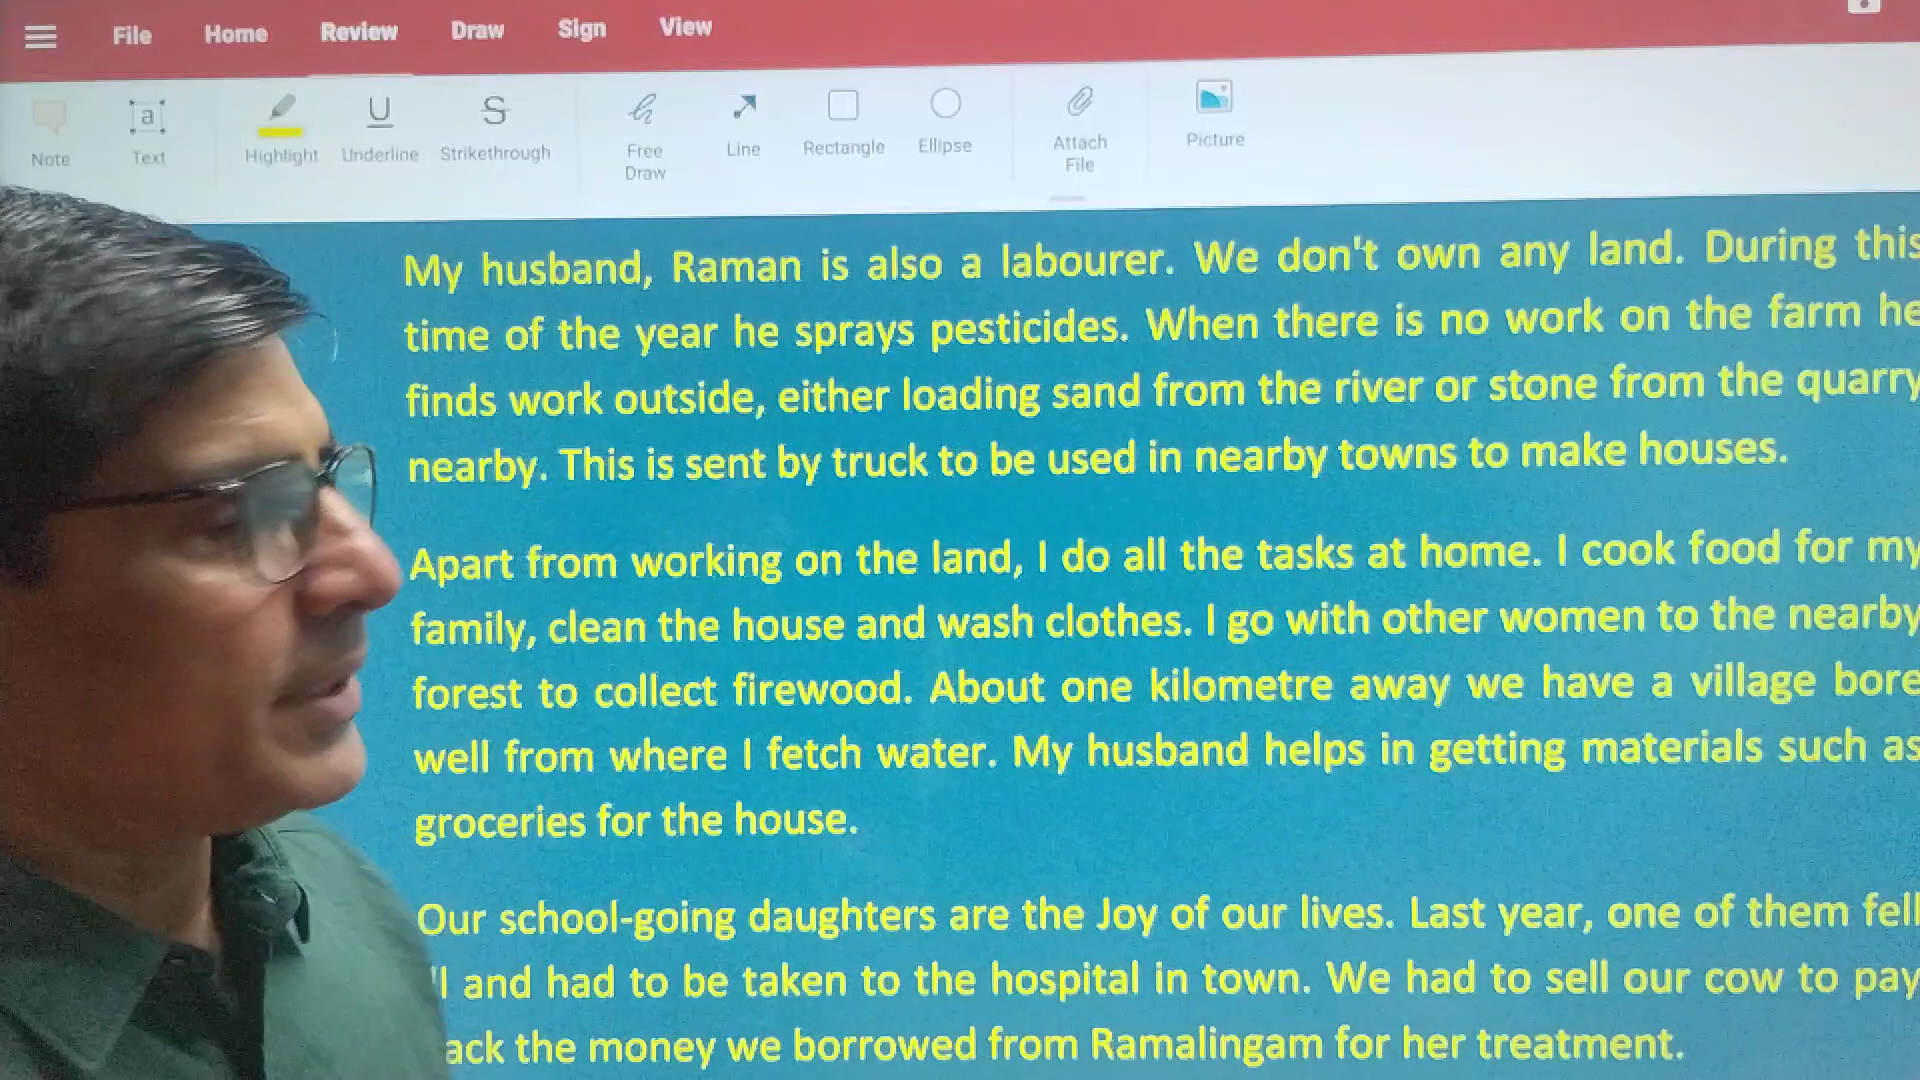 File Home Review Draw Sign View
Note Text Highlight Underline Strikethrough Free Draw Line Rectangle Ellipse Attach File Picture
My husband, Raman is also a labourer. We don't own any land. During this
time of the year he sprays pesticides. When there is no work on the farm he
finds work outside, either loading sand from the river or stone from the quarry
nearby. This is sent by truck to be used in nearby towns to make houses.
Apart from working on the land, I do all the tasks at home. I cook food for my
family, clean the house and wash clothes. I go with other women to the nearby
forest to collect firewood. About one kilometre away we have a village bore
well from where I fetch water. My husband helps in getting materials such as
groceries for the house.
Our school-going daughters are the Joy of our lives. Last year, one of them fell
and had to be taken to the hospital in town. We had to sell our cow to pay
the money we borrowed from Ramalingam for her treatment.